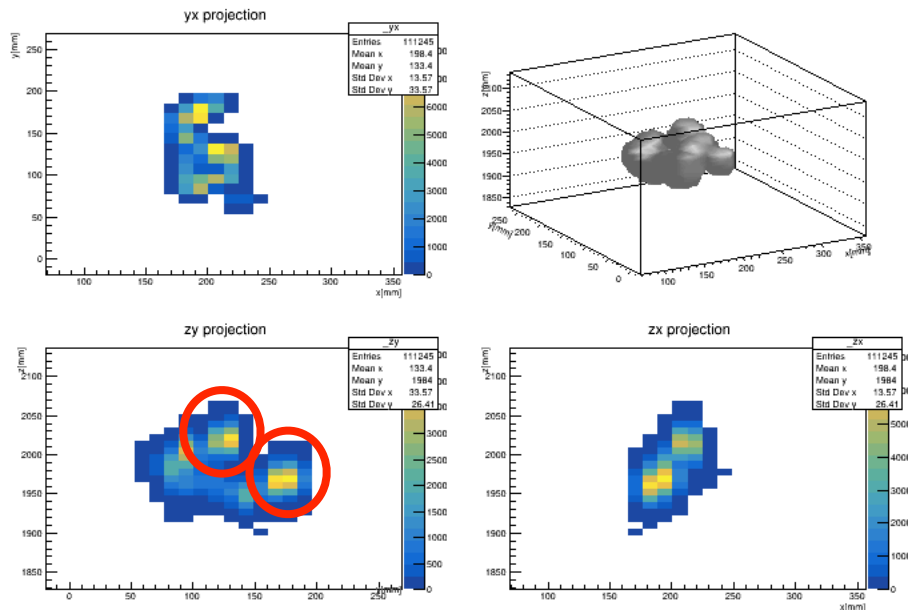 yx projection
_yx
Entries 111245
Mean x 198.4
Mean y 133.4
Std Dev x 13.57
Std Dev y 33.57
y[mm]
250
200
150
100
50
0
100 150 200 250 300 350
x[mm]
6000
5000
4000
3000
2000
1000
0
z[mm]
2100
2050
2000
1950
1900
1850
y[mm]
250
200
150
100
50
0
100
150
200
250
300
350
x[mm]
zy projection
_zy
Entries 111245
Mean x 133.4
Mean y 1984
Std Dev x 33.57
Std Dev y 26.41
z[mm]
2100
2050
2000
1950
1900
1850
0 50 100 150 200
3000
2500
2000
1500
1000
500
0
zx projection
_zx
Entries 111245
Mean x 198.4
Mean y 1984
Std Dev x 13.57
Std Dev y 26.41
z[mm]
2100
2050
2000
1950
1900
1850
100 150 200 250 300 350
x[mm]
5000
4000
3000
2000
1000
0